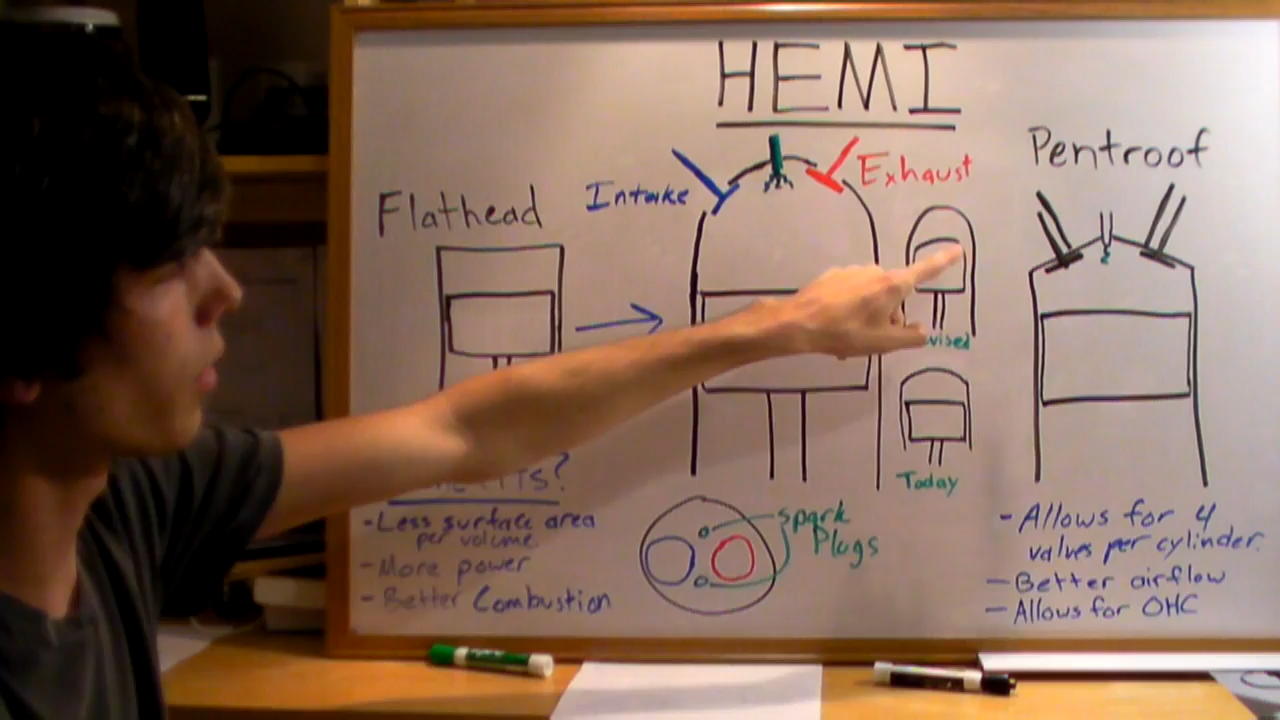 HEMI
Pentroof
Intake
Exhaust
Flathead
Today
-Less surface area
per volume
-More power
-Better Combustion
spark
Plugs
-Allows for 4
valves per cylinder.
-Better airflow
-Allows for OHC